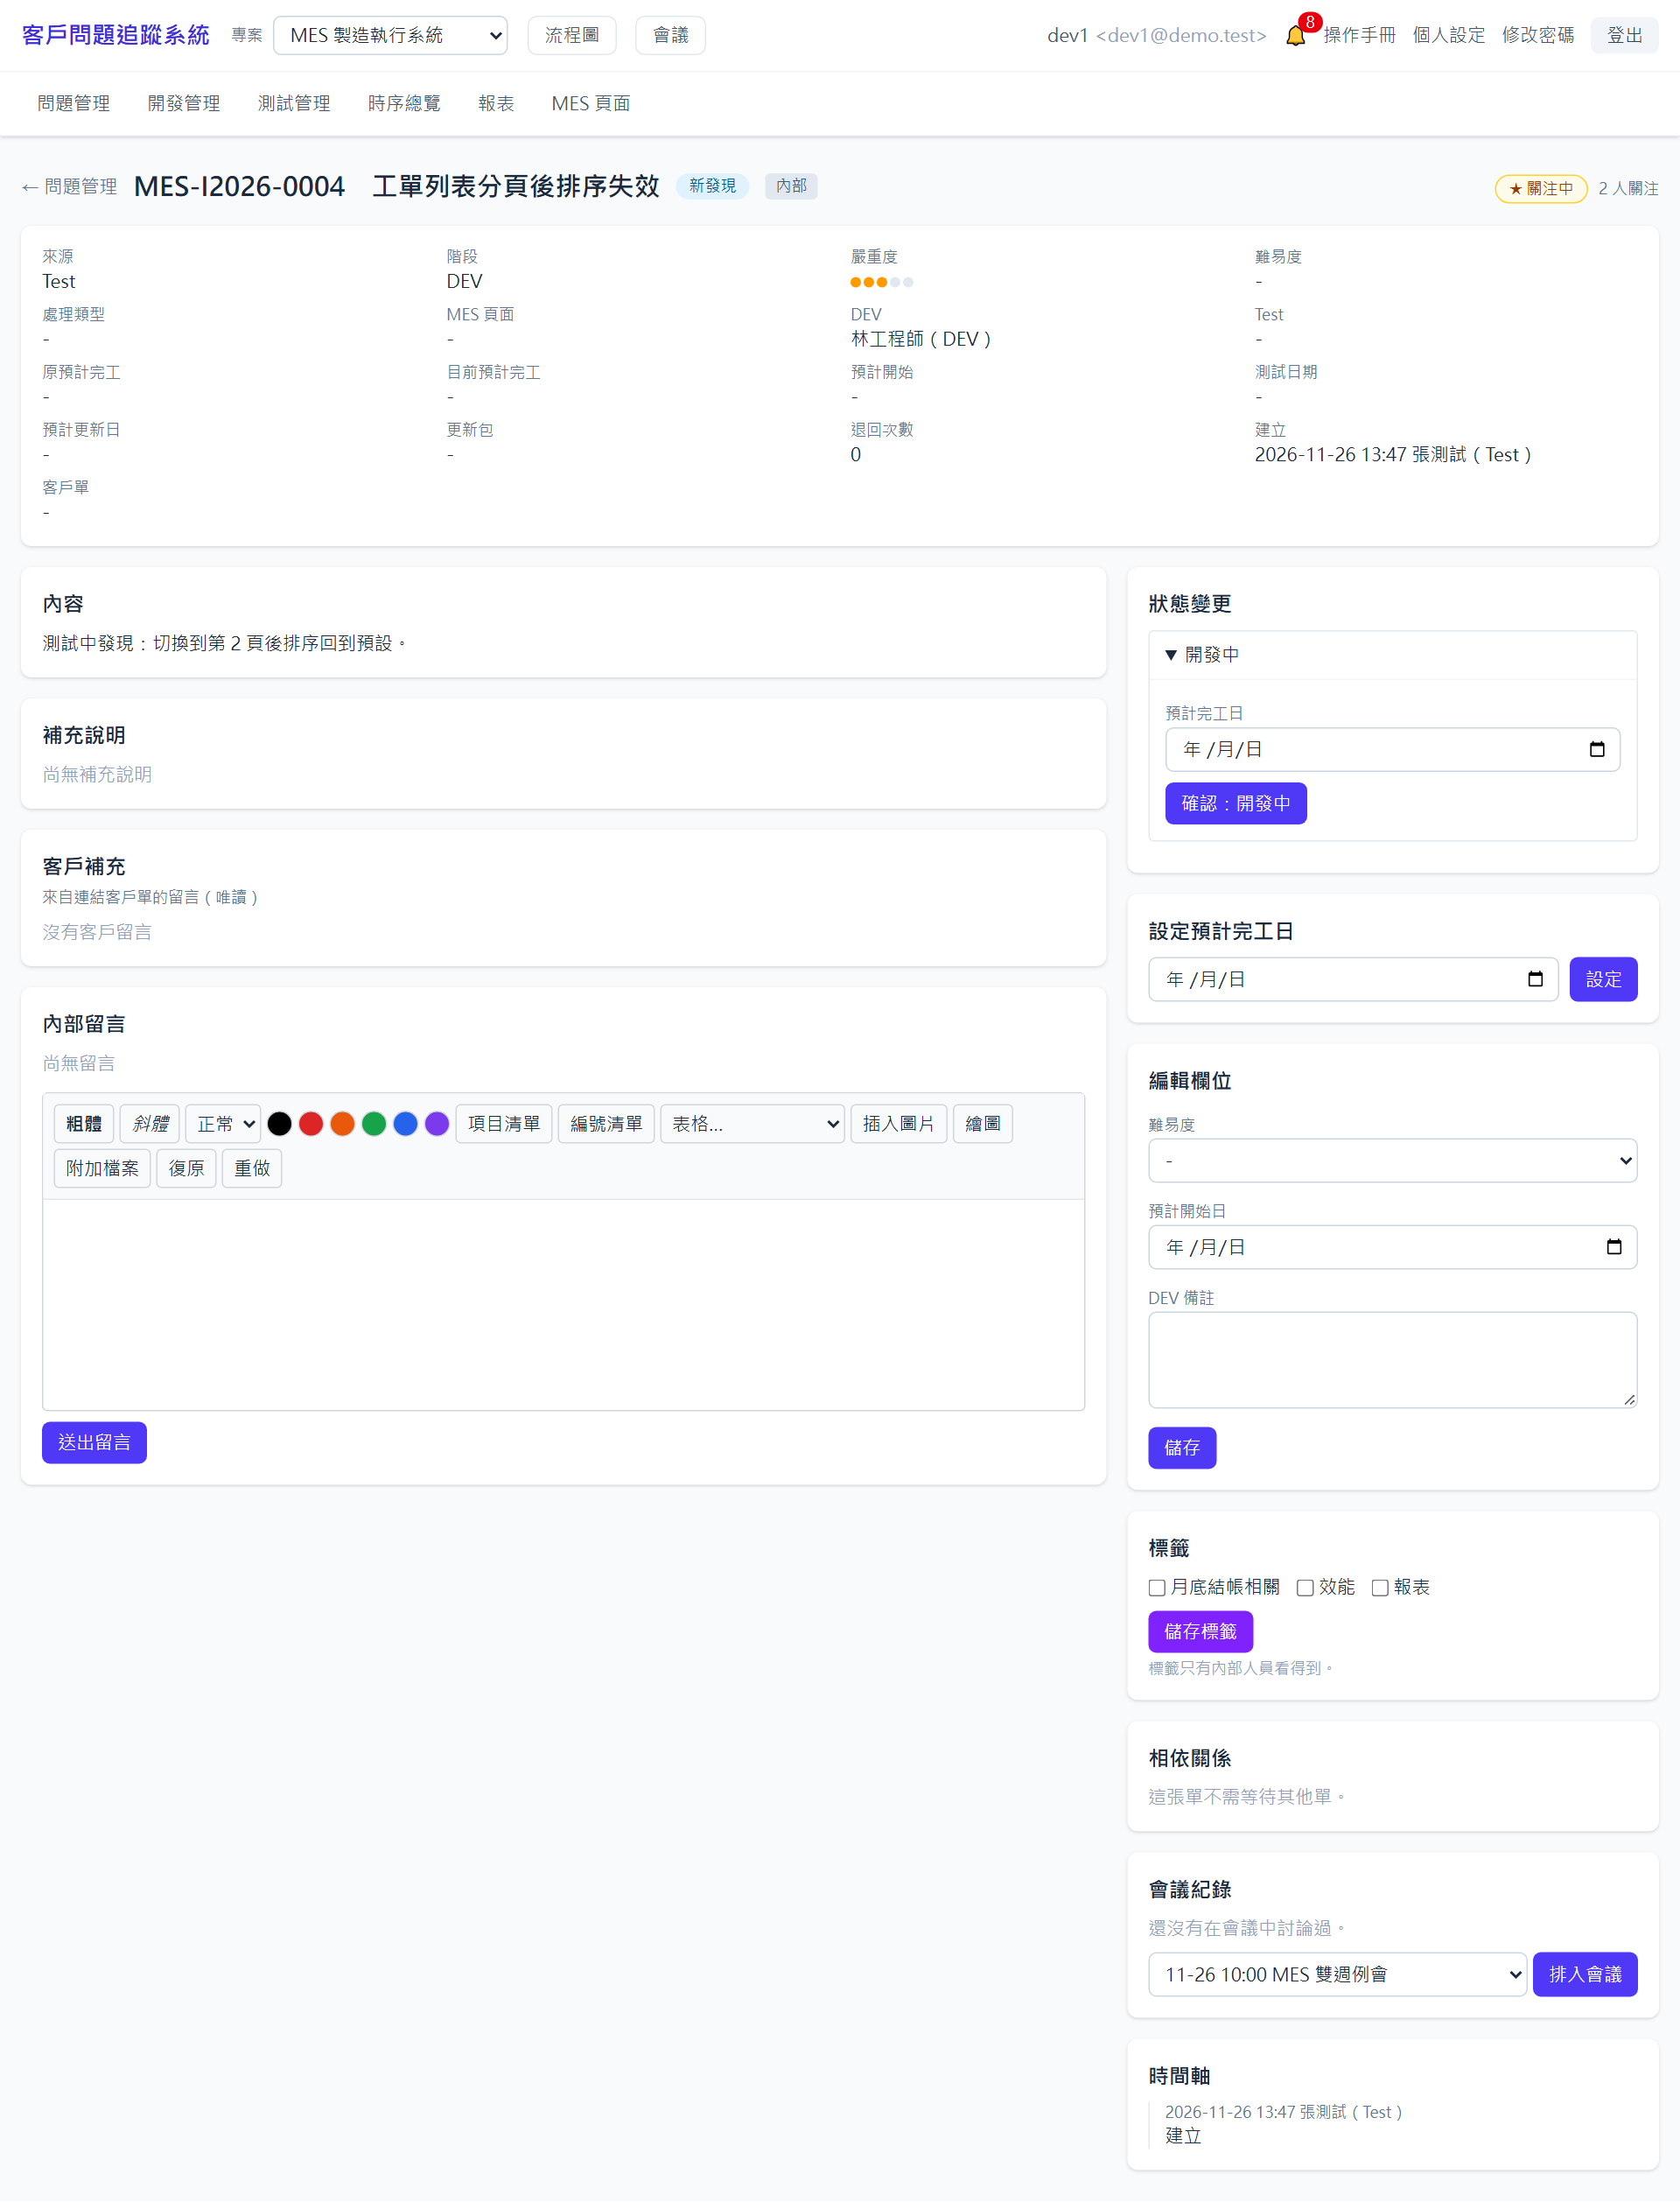 客戶問題追蹤系統 專案 MES 製造執行系統 流程圖 會議 dev1 <dev1@demo.test> 8 操作手冊 個人設定 修改密碼 登出
問題管理 開發管理 測試管理 時序總覽 報表 MES 頁面
← 問題管理 MES-I2026-0004 工單列表分頁後排序失效 新發現 內部 ★ 關注中 2 人關注
來源 階段 嚴重度 難易度
Test DEV -
處理類型 MES 頁面 DEV Test
- - 林工程師（DEV） -
原預計完工 目前預計完工 預計開始 測試日期
- - - -
預計更新日 更新包 退回次數 建立
- - 0 2026-11-26 13:47 張測試（Test）
客戶單
-
內容
測試中發現：切換到第 2 頁後排序回到預設。
補充說明
尚無補充說明
客戶補充
來自連結客戶單的留言（唯讀）
沒有客戶留言
內部留言
尚無留言
粗體 斜體 正常 項目清單 編號清單 表格... 插入圖片 繪圖
附加檔案 復原 重做
送出留言
狀態變更
▼ 開發中
預計完工日
年 /月/日
確認：開發中
設定預計完工日
年 /月/日 設定
編輯欄位
難易度
-
預計開始日
年 /月/日
DEV 備註
儲存
標籤
月底結帳相關 效能 報表
儲存標籤
標籤只有內部人員看得到。
相依關係
這張單不需等待其他單。
會議紀錄
還沒有在會議中討論過。
11-26 10:00 MES 雙週例會 排入會議
時間軸
2026-11-26 13:47 張測試（Test）
建立